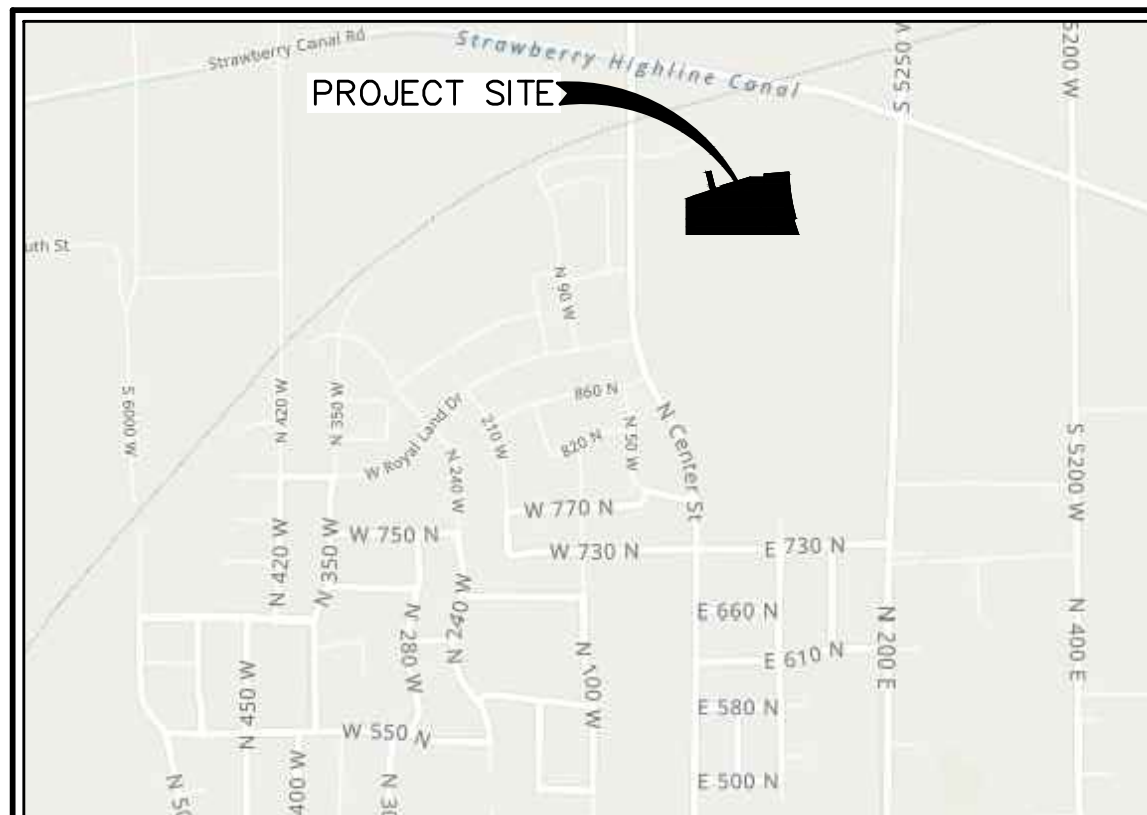 Strawberry Canal Rd
Strawberry Highline Canal
S 5250 W
S 5200 W
PROJECT SITE
uth St
N 90 W
S 6000 W
N 420 W
N 350 W
W Royal Land Dr
860 N
210 W
820 N
N 50 W
N Center St
N 240 W
S 5200 W
W 770 N
W 750 N
W 730 N
E 730 N
N 420 W
N 350 W
N 280 W
N 240 W
E 660 N
N 200 E
N 400 E
N 100 W
E 610 N
N 450 W
E 580 N
W 550 N
E 500 N
N 50
400 W